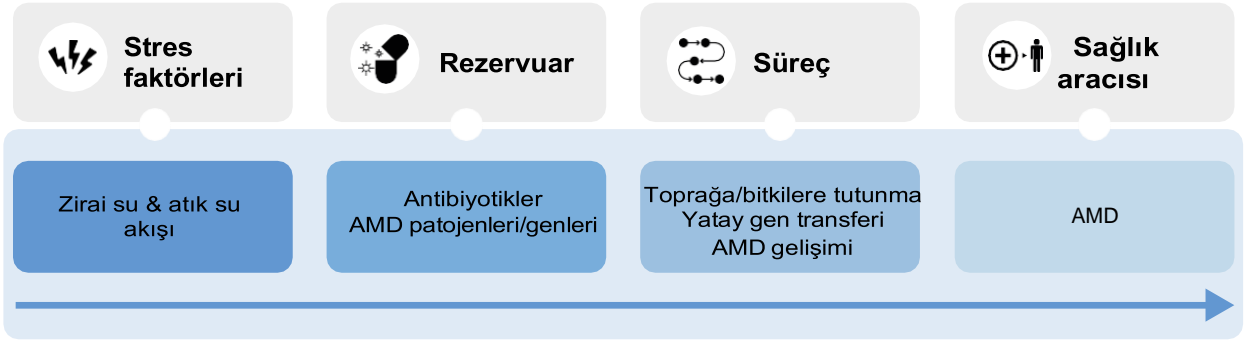 Stres
faktörleri
Rezervuar
Süreç
Sağlık
aracısı
Zirai su & atık su
akışı
Antibiyotikler
AMD patojenleri/genleri
Toprağa/bitkilere tutunma
Yatay gen transferi
AMD gelişimi
AMD